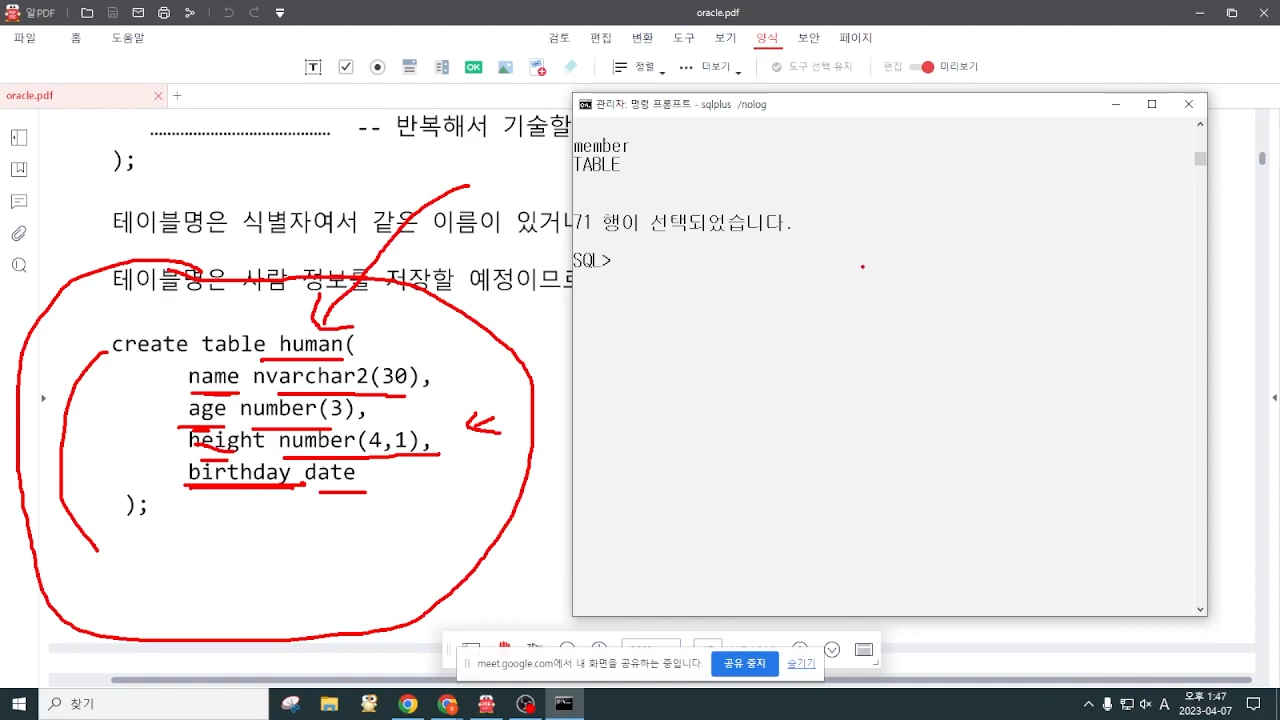 알PDF
oracle.pdf
파일 홈 도움말 검토 편집 변환 도구 보기 양식 보안 페이지
OK 정렬 더보기 도구 선택 유지 편집 미리보기
oracle.pdf
관리자: 명령 프롬프트 - sqlplus /nolog
.......................................... -- 반복해서 기술할
);
테이블명은 식별자여서 같은 이름이 있거나
테이블명은 사람 정보를 저장할 예정이므로
create table human(
name nvarchar2(30),
age number(3),
height number(4,1),
birthday date
);
member
TABLE
71 행이 선택되었습니다.
SQL>
meet.google.com에서 내 화면을 공유하는 중입니다.
공유 중지
숨기기
찾기
A
오후 1:47
2023-04-07